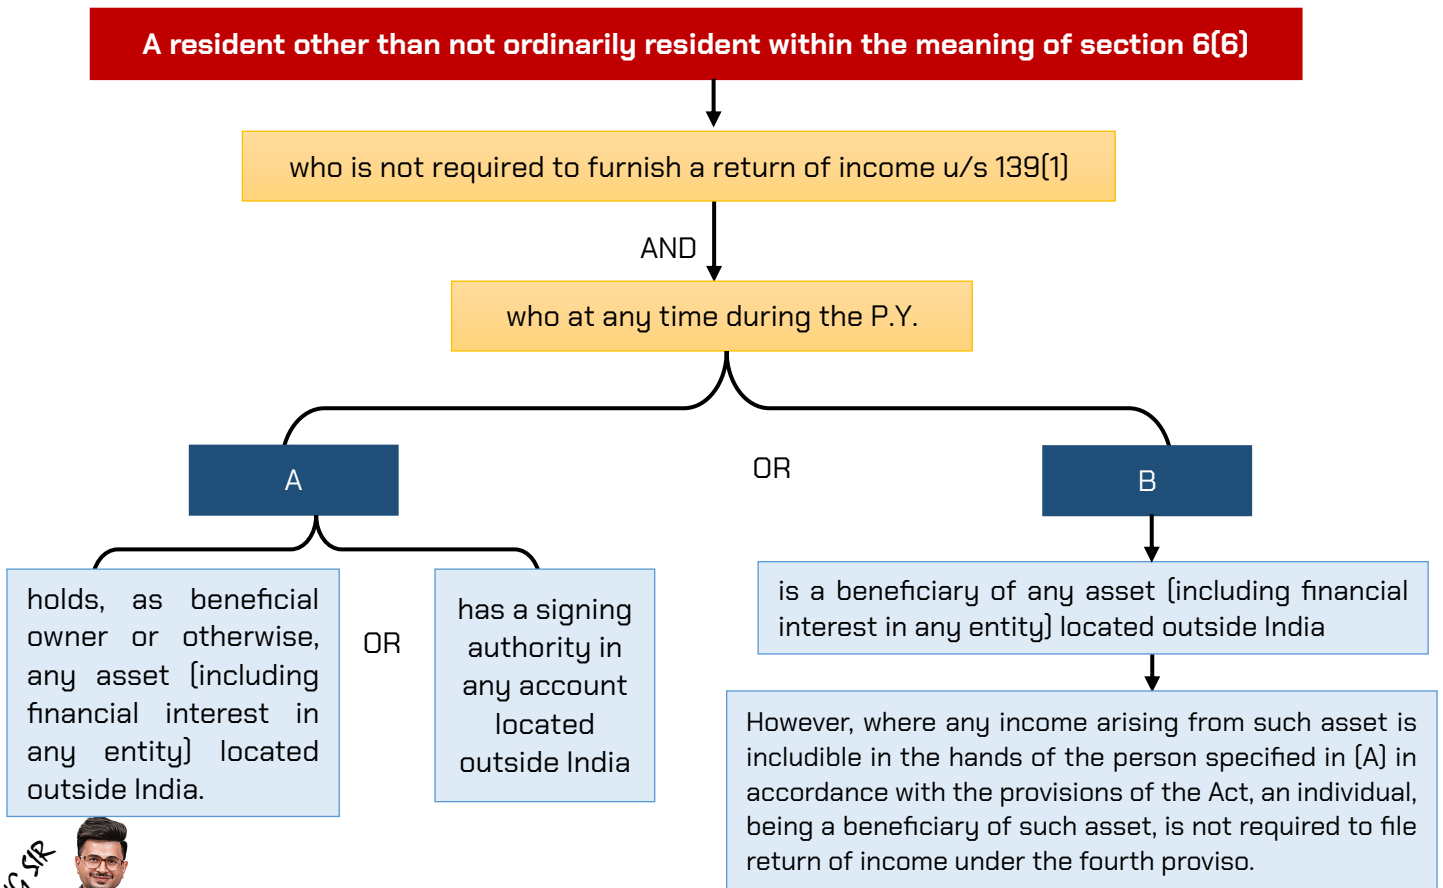 A resident other than not ordinarily resident within the meaning of section 6(6)
who is not required to furnish a return of income u/s 139(1)
AND
who at any time during the P.Y.
A
OR
B
holds, as beneficial
owner or otherwise,
any asset (including
financial interest in
any entity) located
outside India.
OR
has a signing
authority in
any account
located
outside India
is a beneficiary of any asset (including financial
interest in any entity) located outside India
However, where any income arising from such asset is
includible in the hands of the person specified in (A) in
accordance with the provisions of the Act, an individual,
being a beneficiary of such asset, is not required to file
return of income under the fourth proviso.
SIR